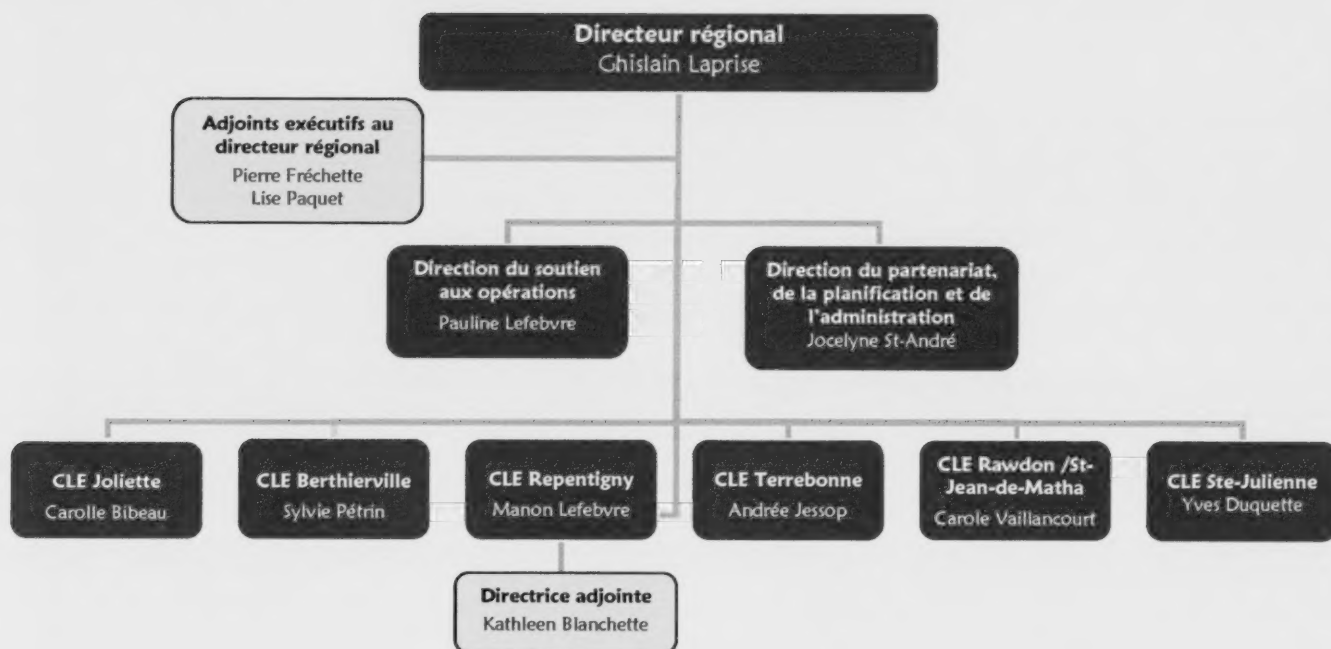 Directeur régional
Ghislain Laprise
Adjoints exécutifs au
directeur régional
Pierre Fréchette
Lise Paquet
Direction du soutien
aux opérations
Pauline Lefebvre
Direction du partenariat,
de la planification et de
l'administration
Jocelyne St-André
CLE Joliette
Carolle Bibeau
CLE Berthierville
Sylvie Pétrin
CLE Repentigny
Manon Lefebvre
CLE Terrebonne
Andrée Jessop
CLE Rawdon /St-
Jean-de-Matha
Carole Vaillancourt
CLE Ste-Julienne
Yves Duquette
Directrice adjointe
Kathleen Blanchette